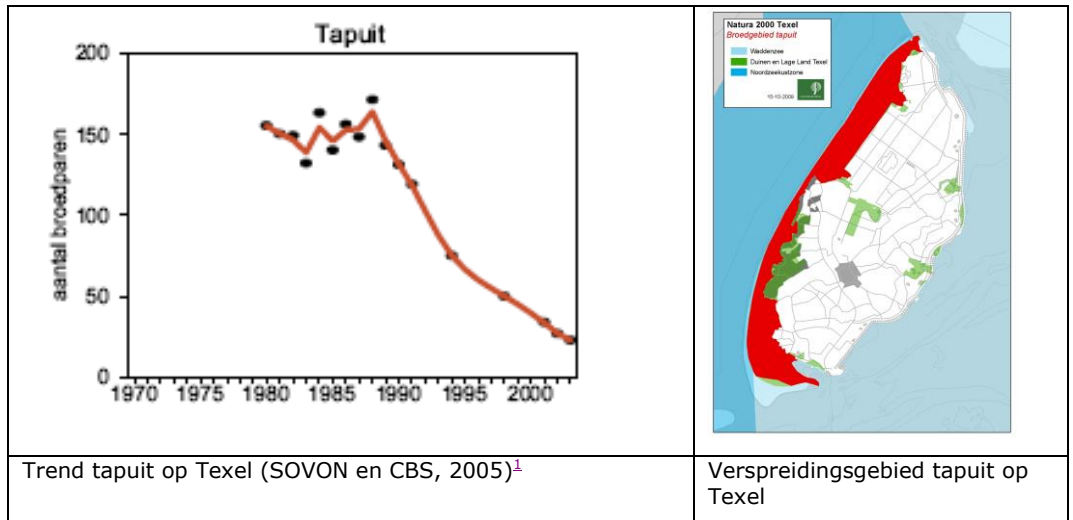 Tapuit
aantal broedparen
200
150
100
50
0
1970 1975 1980 1985 1990 1995 2000
Natura 2000 Texel
Broedgebied tapuit
Waddenzee
Duinen en Lage Land Texel
Noordzeekustzone
Trend tapuit op Texel (SOVON en CBS, 2005)1
Verspreidingsgebied tapuit op
Texel